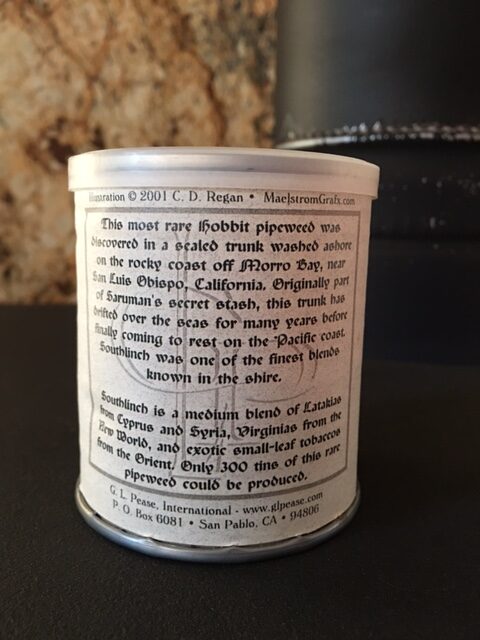 Illustration © 2001 C. D. Regan • MaelstromGrafx.com
This most rare Hobbit pipeweed was
discovered in a sealed trunk washed ashore
on the rocky coast off Morro Bay, near
San Luis Obispo, California. Originally part
of Saruman's secret stash, this trunk has
drifted over the seas for many years before
finally coming to rest on the Pacific coast.
Southlinch was one of the finest blends
known in the shire.
Southlinch is a medium blend of Latakias
from Cyprus and Syria, Virginias from the
New World, and exotic small-leaf tobaccos
from the Orient. Only 300 tins of this rare
pipeweed could be produced.
G. L. Pease, International - www.glpease.com
P. O. Box 6081 • San Pablo, CA • 94806